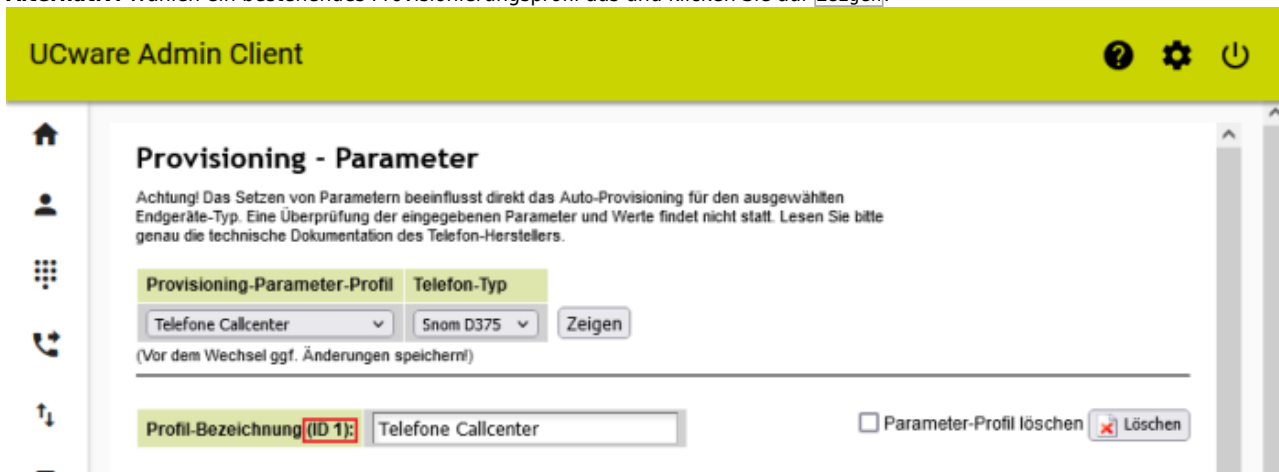 UCware Admin Client
Provisioning - Parameter
Achtung! Das Setzen von Parametern beeinflusst direkt das Auto-Provisioning für den ausgewählten
Endgeräte-Typ. Eine Überprüfung der eingegebenen Parameter und Werte findet nicht statt. Lesen Sie bitte
genau die technische Dokumentation des Telefon-Herstellers.
Provisioning-Parameter-Profil Telefon-Typ
Telefone Callcenter Snom D375 Zeigen
(Vor dem Wechsel ggf. Änderungen speichern!)
Profil-Bezeichnung (ID 1): Telefone Callcenter Parameter-Profil löschen Löschen